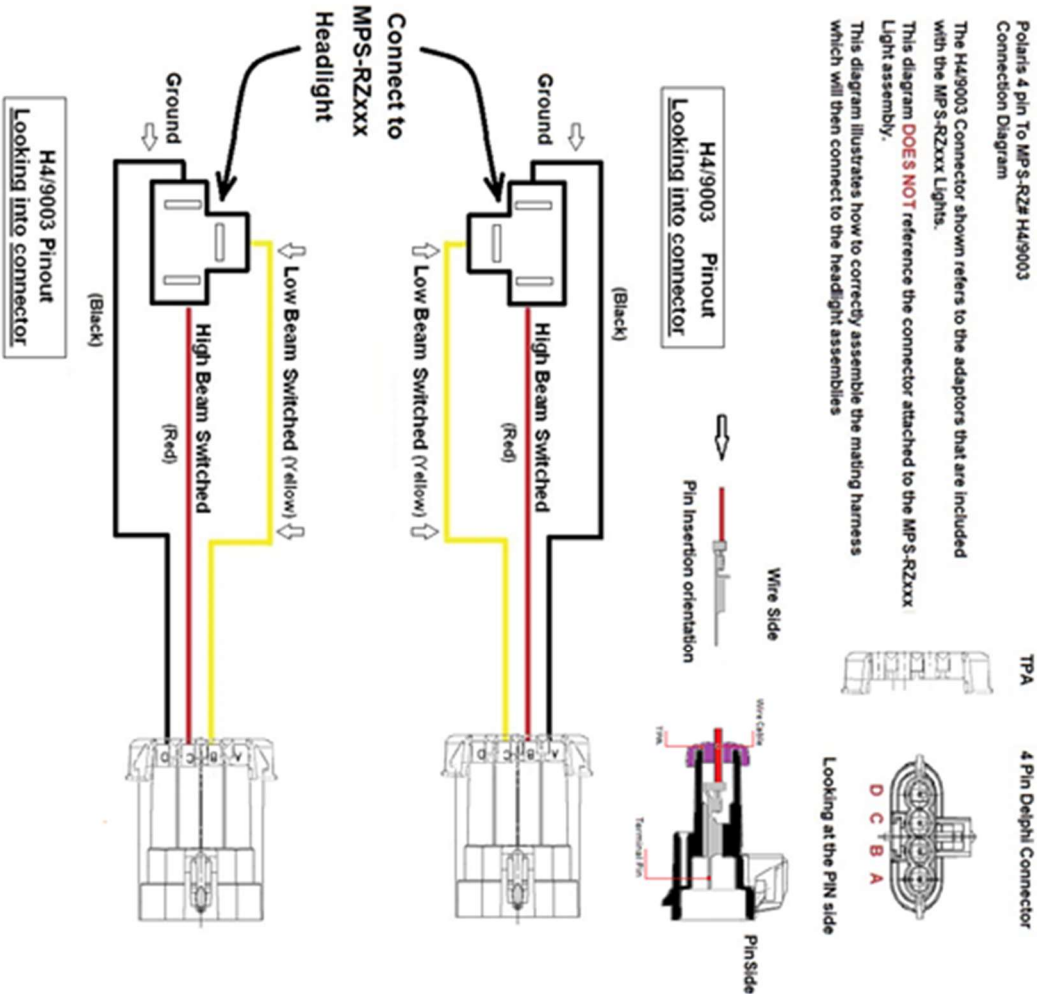 Polaris 4 pin To MPS-RZ# H4/9003
Connection Diagram
The H4/9003 Connector shown refers to the adaptors that are included
with the MPS-RZxxx Lights.
This diagram DOES NOT reference the connector attached to the MPS-RZxxx
Light assembly.
This diagram illustrates how to correctly assemble the mating harness
which will then connect to the headlight assemblies
TPA
4 Pin Delphi Connector
D C B A
Looking at the PIN side
Wire Side
Pin Insertion orientation
Wire Cable
Terminal Pin
Pin Side
H4/9003 Pinout
Looking into connector
(Black)
Ground
High Beam Switched
(Red)
Low Beam Switched (Yellow)
D C B A
Connect to
MPS-RZxxx
Headlight
Low Beam Switched (Yellow)
Ground
High Beam Switched
(Red)
(Black)
D C B A
H4/9003 Pinout
Looking into connector